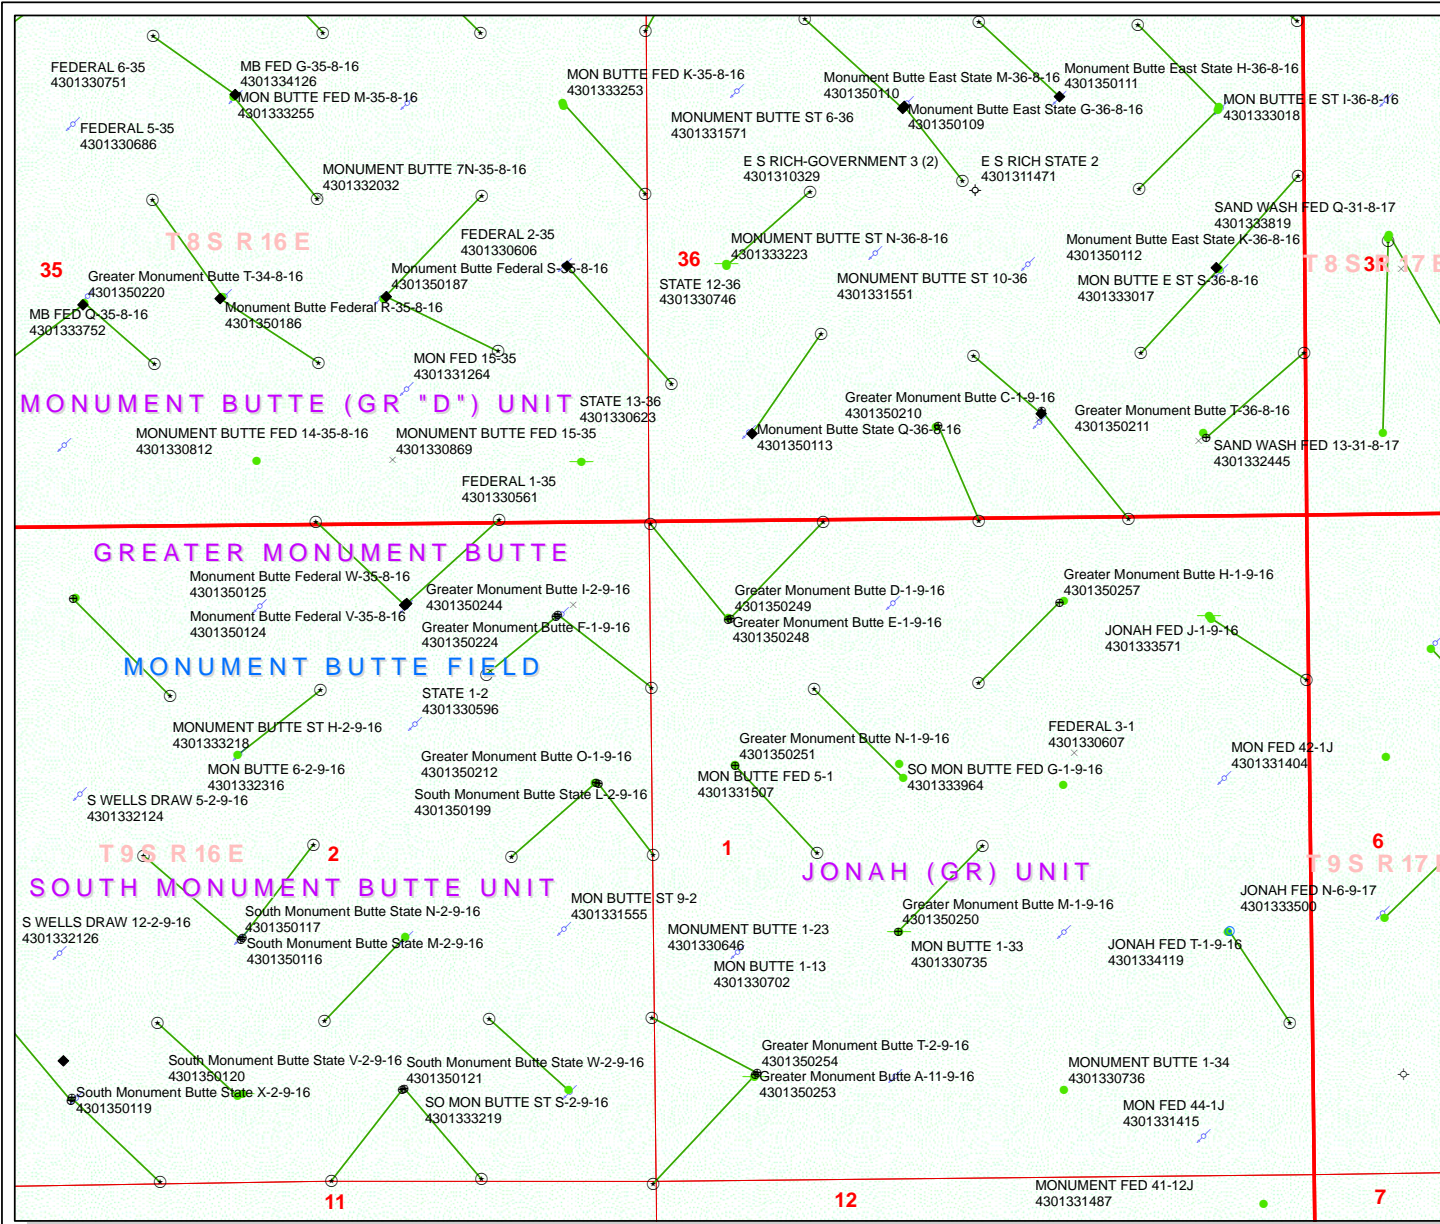 FEDERAL 6-35
4301330751
MB FED G-35-8-16
4301334126
MON BUTTE FED M-35-8-16
4301333255
FEDERAL 5-35
4301330686
MON BUTTE FED K-35-8-16
4301333253
MONUMENT BUTTE ST 6-36
4301331571
Monument Butte East State M-36-8-16
4301350110
Monument Butte East State G-36-8-16
4301350109
Monument Butte East State H-36-8-16
4301350111
MON BUTTE E ST I-36-8-16
4301333018
MONUMENT BUTTE 7N-35-8-16
4301332032
E S RICH-GOVERNMENT 3 (2)
4301310329
E S RICH STATE 2
4301311471
SAND WASH FED Q-31-8-17
4301333819
T 8 S R 16 E
FEDERAL 2-35
4301330606
MONUMENT BUTTE ST N-36-8-16
4301333223
Monument Butte East State K-36-8-16
4301350112
35
36
31
T 8 S R 17 E
Greater Monument Butte T-34-8-16
4301350220
Monument Butte Federal S-35-8-16
4301350187
STATE 12-36
4301330746
MONUMENT BUTTE ST 10-36
4301331551
MON BUTTE E ST S-36-8-16
4301333017
MB FED Q-35-8-16
4301333752
Monument Butte Federal R-35-8-16
4301350186
MON FED 15-35
4301331264
MONUMENT BUTTE (GR "D") UNIT
STATE 13-36
4301330623
Greater Monument Butte C-1-9-16
4301350210
Greater Monument Butte T-36-8-16
4301350211
MONUMENT BUTTE FED 14-35-8-16
4301330812
MONUMENT BUTTE FED 15-35
4301330869
Monument Butte State Q-36-8-16
4301350113
SAND WASH FED 13-31-8-17
4301332445
FEDERAL 1-35
4301330561
GREATER MONUMENT BUTTE
Monument Butte Federal W-35-8-16
4301350125
Monument Butte Federal V-35-8-16
4301350124
Greater Monument Butte I-2-9-16
4301350244
Greater Monument Butte F-1-9-16
4301350224
Greater Monument Butte D-1-9-16
4301350249
Greater Monument Butte E-1-9-16
4301350248
Greater Monument Butte H-1-9-16
4301350257
JONAH FED J-1-9-16
4301333571
MONUMENT BUTTE FIELD
STATE 1-2
4301330596
MONUMENT BUTTE ST H-2-9-16
4301333218
MON BUTTE 6-2-9-16
4301332316
S WELLS DRAW 5-2-9-16
4301332124
Greater Monument Butte O-1-9-16
4301350212
South Monument Butte State L-2-9-16
4301350199
Greater Monument Butte N-1-9-16
4301350251
MON BUTTE FED 5-1
4301331507
SO MON BUTTE FED G-1-9-16
4301333964
FEDERAL 3-1
4301330607
MON FED 42-1J
4301331404
T 9 S R 16 E
2
1
6
T 9 S R 17 E
SOUTH MONUMENT BUTTE UNIT
JONAH (GR) UNIT
S WELLS DRAW 12-2-9-16
4301332126
South Monument Butte State N-2-9-16
4301350117
South Monument Butte State M-2-9-16
4301350116
MON BUTTE ST 9-2
4301331555
MONUMENT BUTTE 1-23
4301330646
MON BUTTE 1-13
4301330702
Greater Monument Butte M-1-9-16
4301350250
MON BUTTE 1-33
4301330735
JONAH FED N-6-9-17
4301333500
JONAH FED T-1-9-16
4301334119
South Monument Butte State V-2-9-16
4301350120
South Monument Butte State X-2-9-16
4301350119
South Monument Butte State W-2-9-16
4301350121
SO MON BUTTE ST S-2-9-16
4301333219
Greater Monument Butte T-2-9-16
4301350254
Greater Monument Butte A-11-9-16
4301350253
MONUMENT BUTTE 1-34
4301330736
MON FED 44-1J
4301331415
MONUMENT FED 41-12J
4301331487
11
12
7